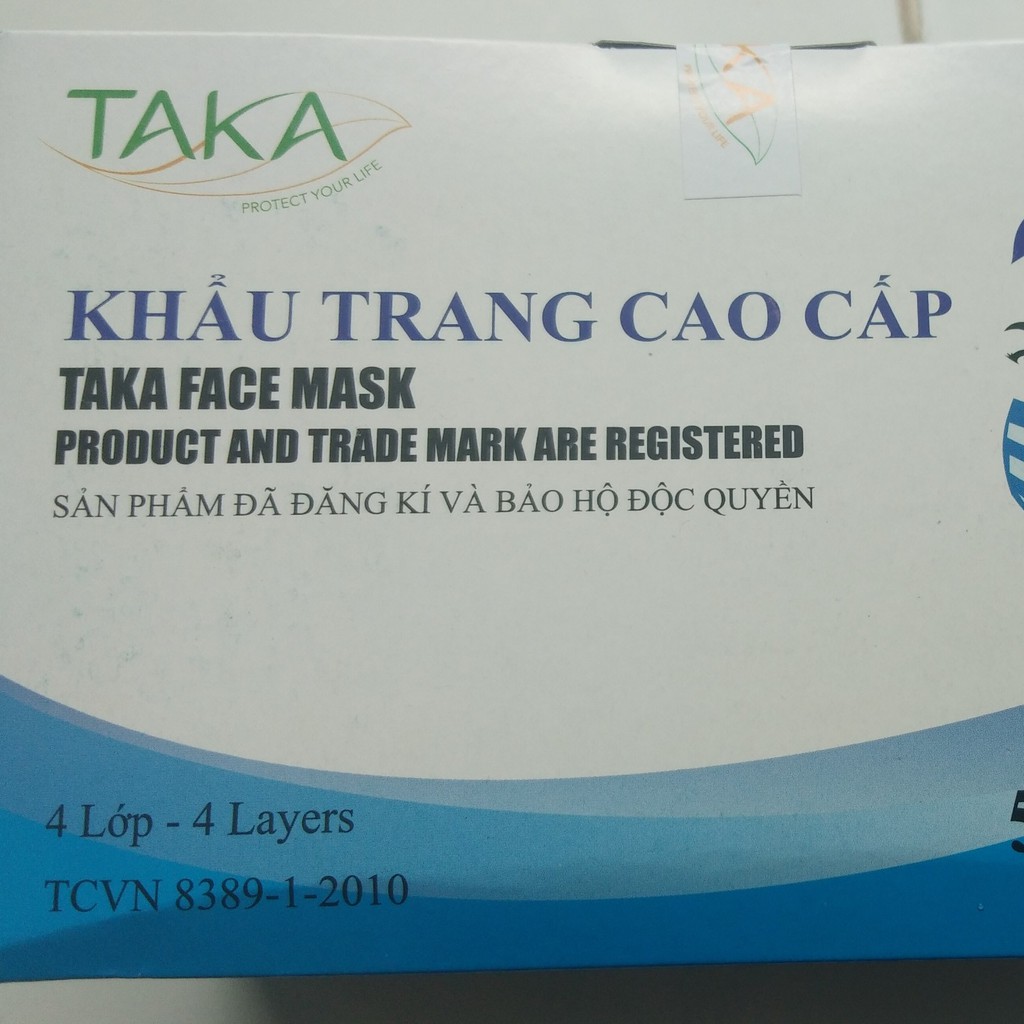 TAKA
PROTECT YOUR LIFE
KHẨU TRANG CAO CẤP
TAKA FACE MASK
PRODUCT AND TRADE MARK ARE REGISTERED
SẢN PHẨM ĐÃ ĐĂNG KÍ VÀ BẢO HỘ ĐỘC QUYỀN
4 Lớp - 4 Layers
TCVN 8389-1-2010